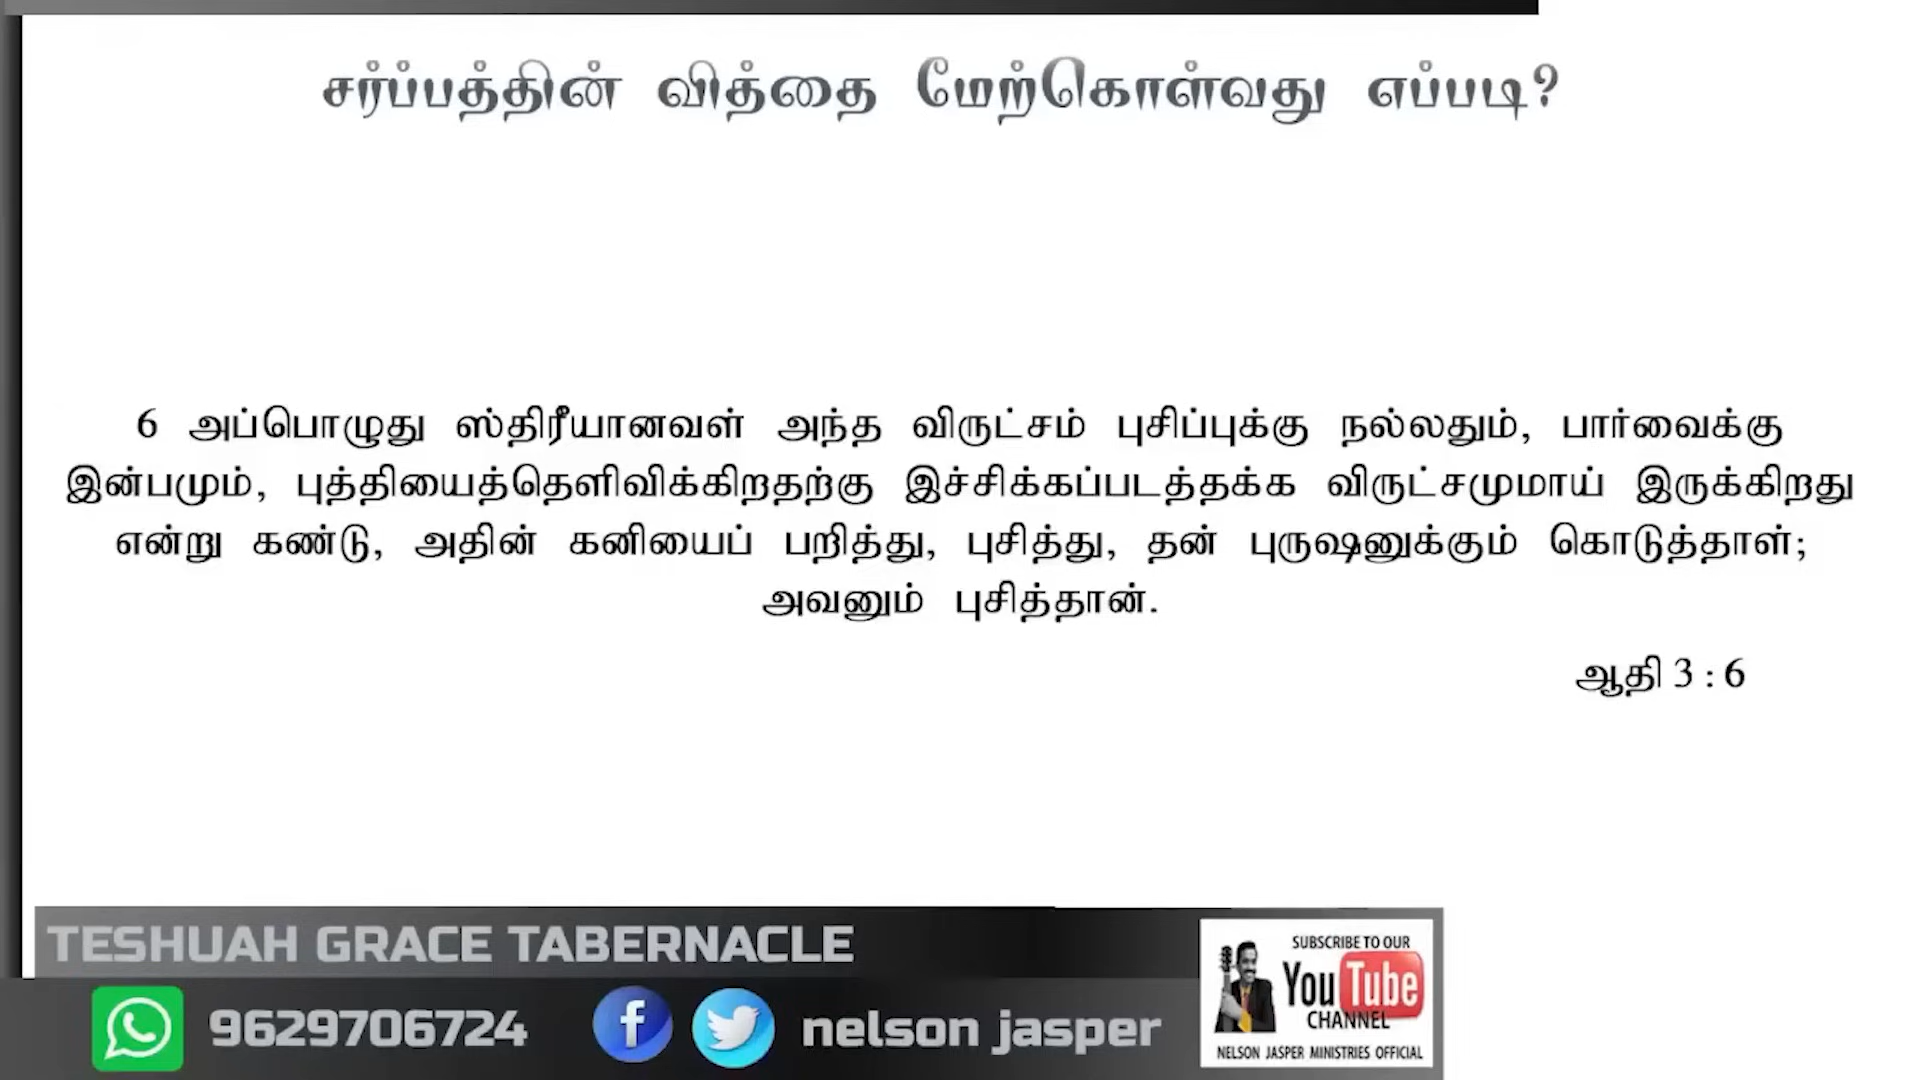 சர்ப்பத்தின் வித்தை மேற்கொள்வது எப்படி?
6 அப்பொழுது ஸ்திரீயானவள் அந்த விருட்சம் புசிப்புக்கு நல்லதும், பார்வைக்கு
இன்பமும், புத்தியைத்தெளிவிக்கிறதற்கு இச்சிக்கப்படத்தக்க விருட்சமுமாய் இருக்கிறது
என்று கண்டு, அதின் கனியைப் பறித்து, புசித்து, தன் புருஷனுக்கும் கொடுத்தாள்;
அவனும் புசித்தான்.
ஆதி 3 : 6
TESHUAH GRACE TABERNACLE
9629706724
nelson jasper
SUBSCRIBE TO OUR
YouTube
CHANNEL
NELSON JASPER MINISTRIES OFFICIAL